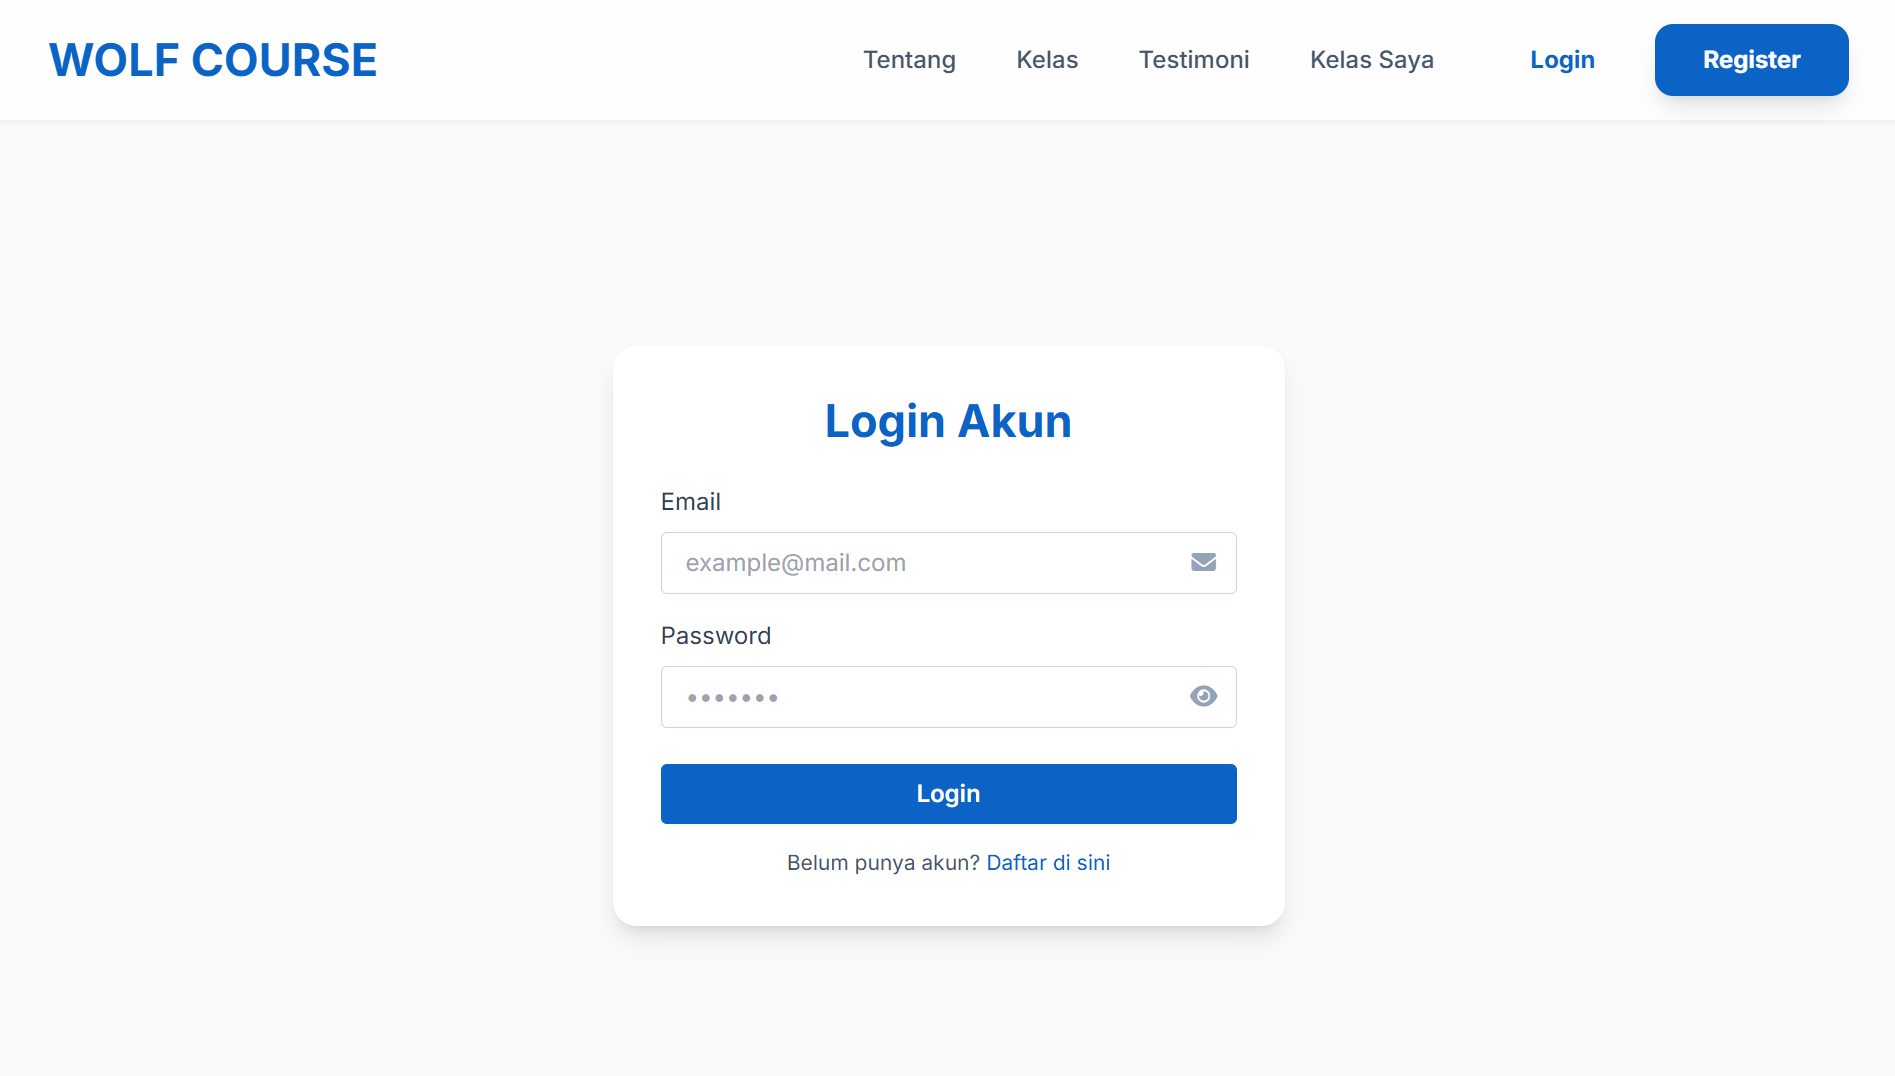 WOLF COURSE
Tentang Kelas Testimoni Kelas Saya Login Register
Login Akun
Email
example@mail.com
Password
•••••••
Login
Belum punya akun? Daftar di sini